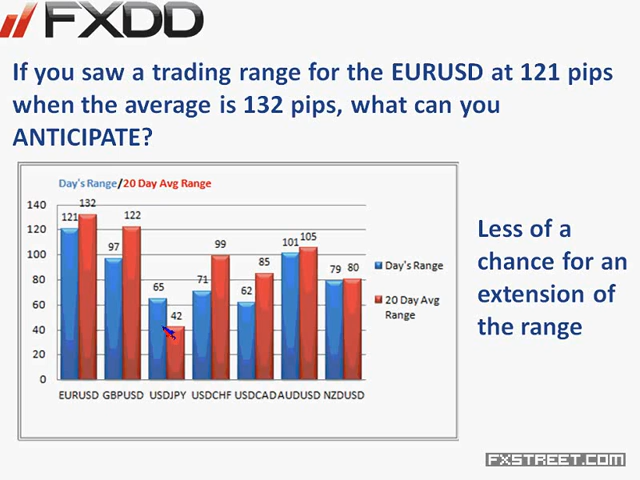 FXDD
If you saw a trading range for the EURUSD at 121 pips
when the average is 132 pips, what can you
ANTICIPATE?
Day's Range/20 Day Avg Range
140
120
100
80
60
40
20
0
121
132
97
122
65
42
71
99
62
85
101
105
79
80
EURUSD GBPUSD USDJPY USDCHF USDCAD AUDUSD NZDUSD
Day's Range
20 Day Avg
Range
Less of a
chance for an
extension of
the range
FXSTREET.COM